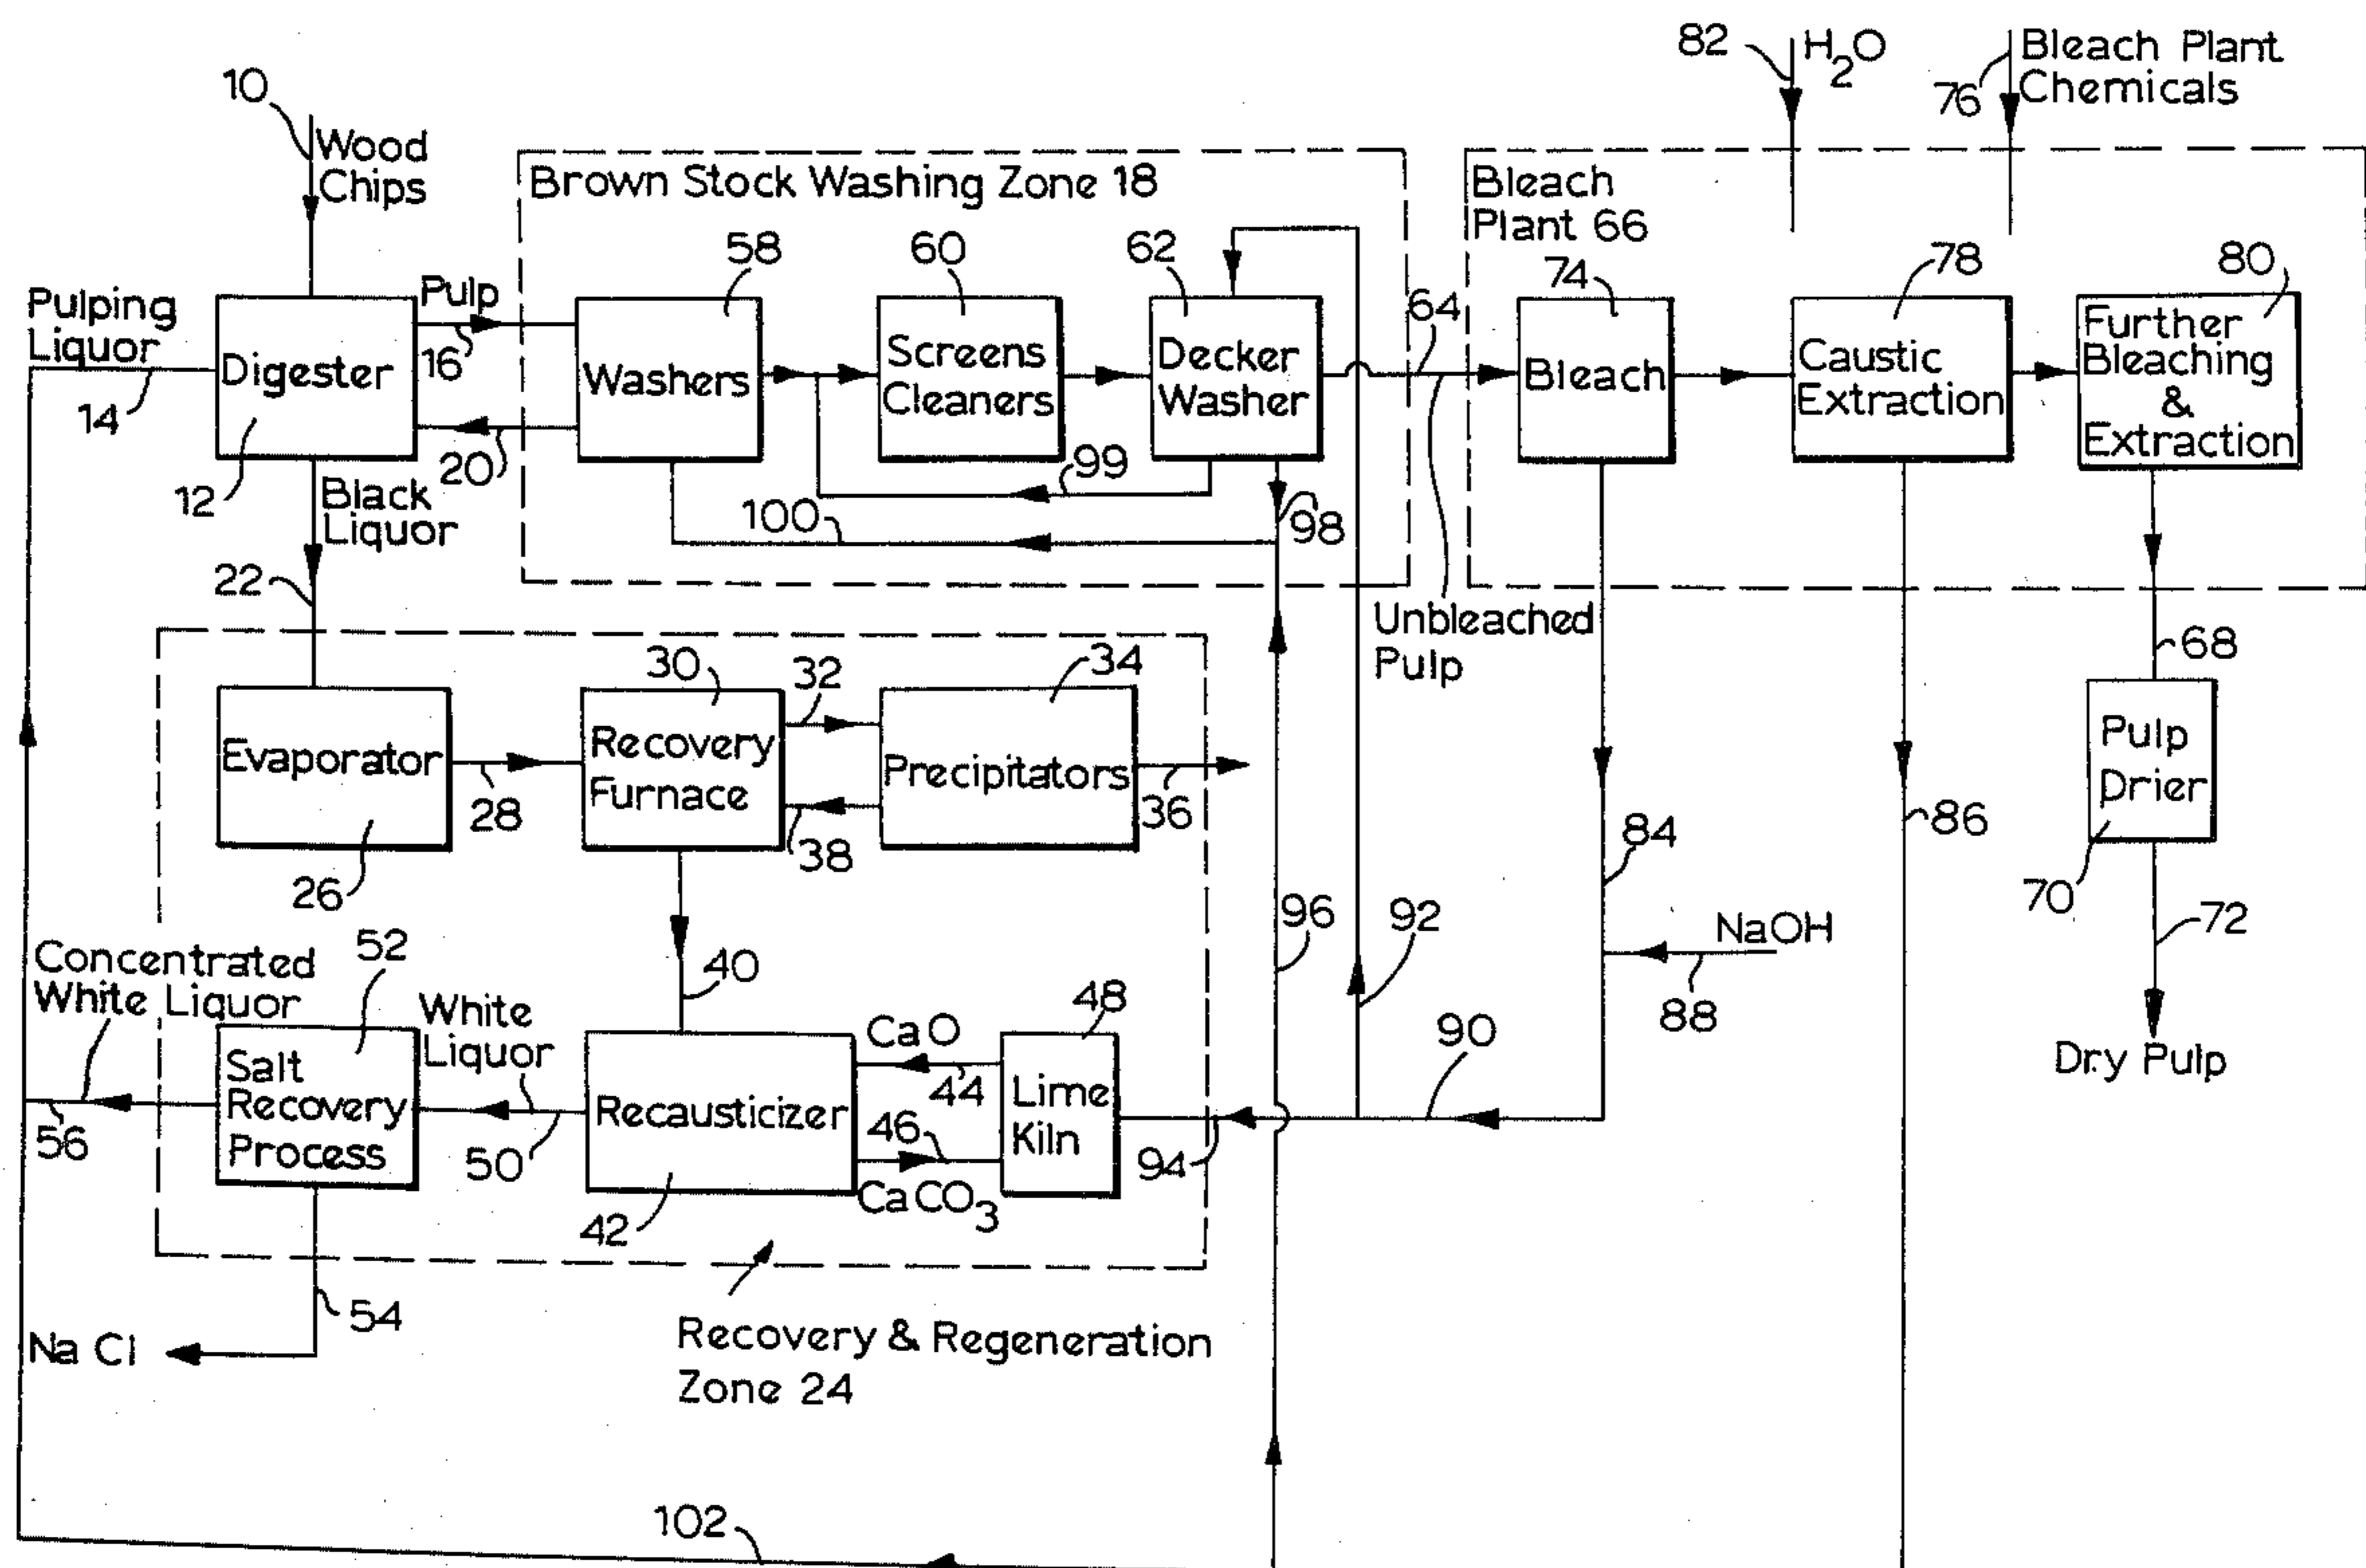 82
H2O
76
Bleach Plant
Chemicals
10
Wood
Chips
Brown Stock Washing Zone 18
Bleach
Plant 66
Pulping
Liquor
14
Pulp
16
Digester
12
20
58
Washers
60
Screens
Cleaners
62
Decker
Washer
64
74
Bleach
78
Caustic
Extraction
80
Further
Bleaching
&
Extraction
99
98
100
Black
Liquor
22
Unbleached
Pulp
68
Pulp
Drier
70
72
Dry Pulp
Evaporator
26
28
30
Recovery
Furnace
32
34
Precipitators
36
38
40
84
86
NaOH
88
96
92
90
94
Concentrated
White Liquor
56
52
Salt
Recovery
Process
White
Liquor
50
Recausticizer
42
CaO
44
46
CaCO3
48
Lime
Kiln
54
NaCl
Recovery & Regeneration
Zone 24
102